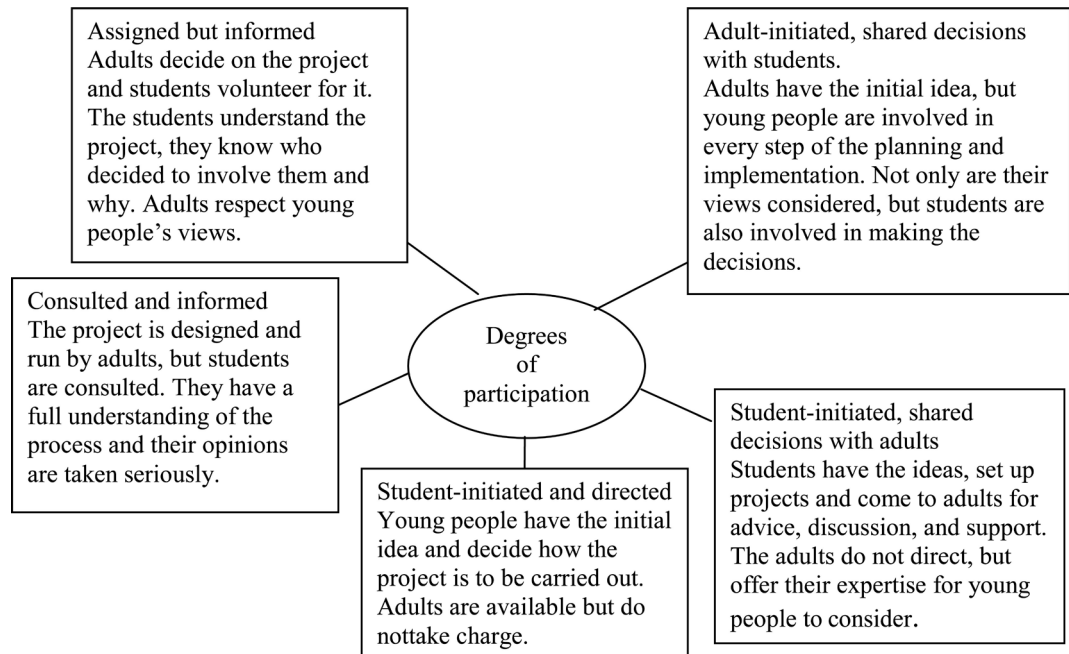 Assigned but informed
Adults decide on the project
and students volunteer for it.
The students understand the
project, they know who
decided to involve them and
why. Adults respect young
people’s views.
Adult-initiated, shared decisions
with students.
Adults have the initial idea, but
young people are involved in
every step of the planning and
implementation. Not only are their
views considered, but students are
also involved in making the
decisions.
Consulted and informed
The project is designed and
run by adults, but students
are consulted. They have a
full understanding of the
process and their opinions
are taken seriously.
Degrees
of
participation
Student-initiated and directed
Young people have the initial
idea and decide how the
project is to be carried out.
Adults are available but do
nottake charge.
Student-initiated, shared
decisions with adults
Students have the ideas, set up
projects and come to adults for
advice, discussion, and support.
The adults do not direct, but
offer their expertise for young
people to consider.